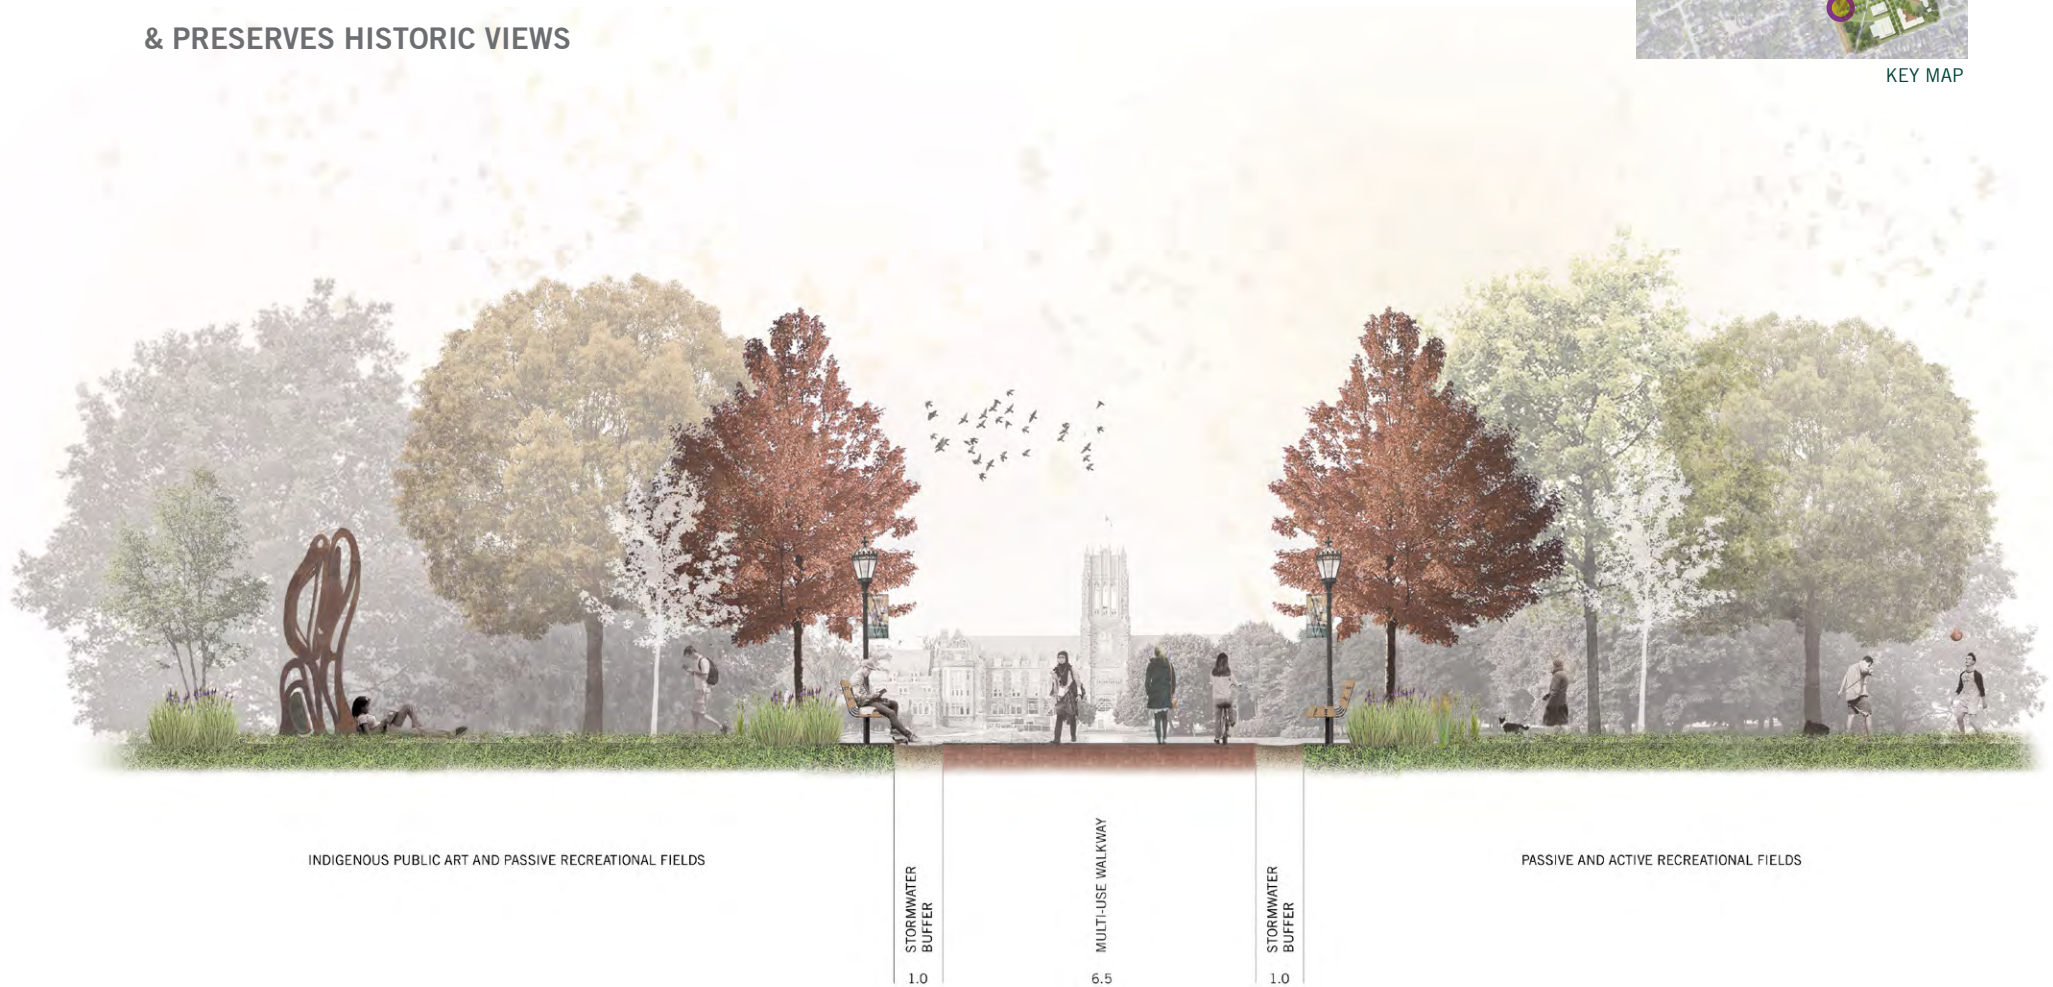 & PRESERVES HISTORIC VIEWS
KEY MAP
INDIGENOUS PUBLIC ART AND PASSIVE RECREATIONAL FIELDS
STORMWATER
BUFFER
1.0
MULTI-USE WALKWAY
6.5
STORMWATER
BUFFER
1.0
PASSIVE AND ACTIVE RECREATIONAL FIELDS